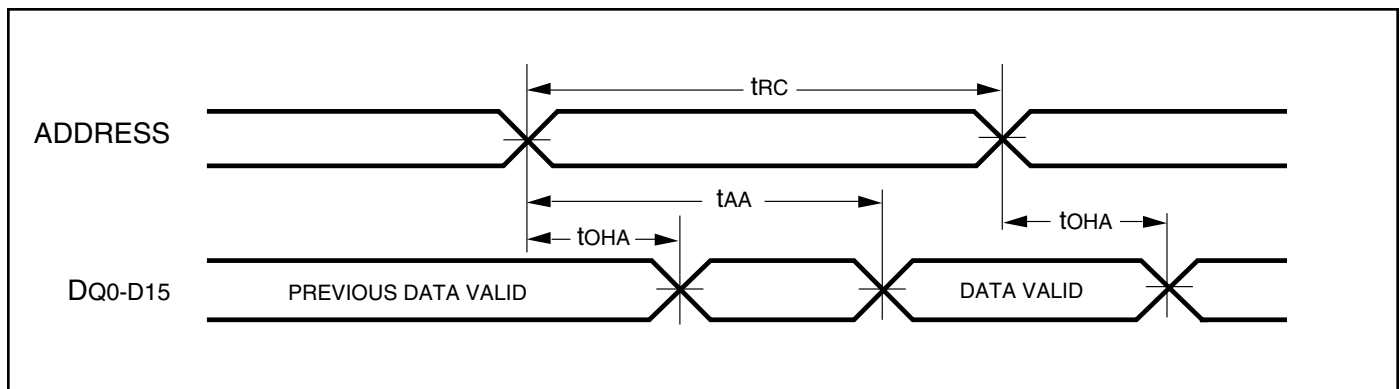 tRC
ADDRESS
tAA
tOHA
tOHA
DQ0-D15
PREVIOUS DATA VALID
DATA VALID